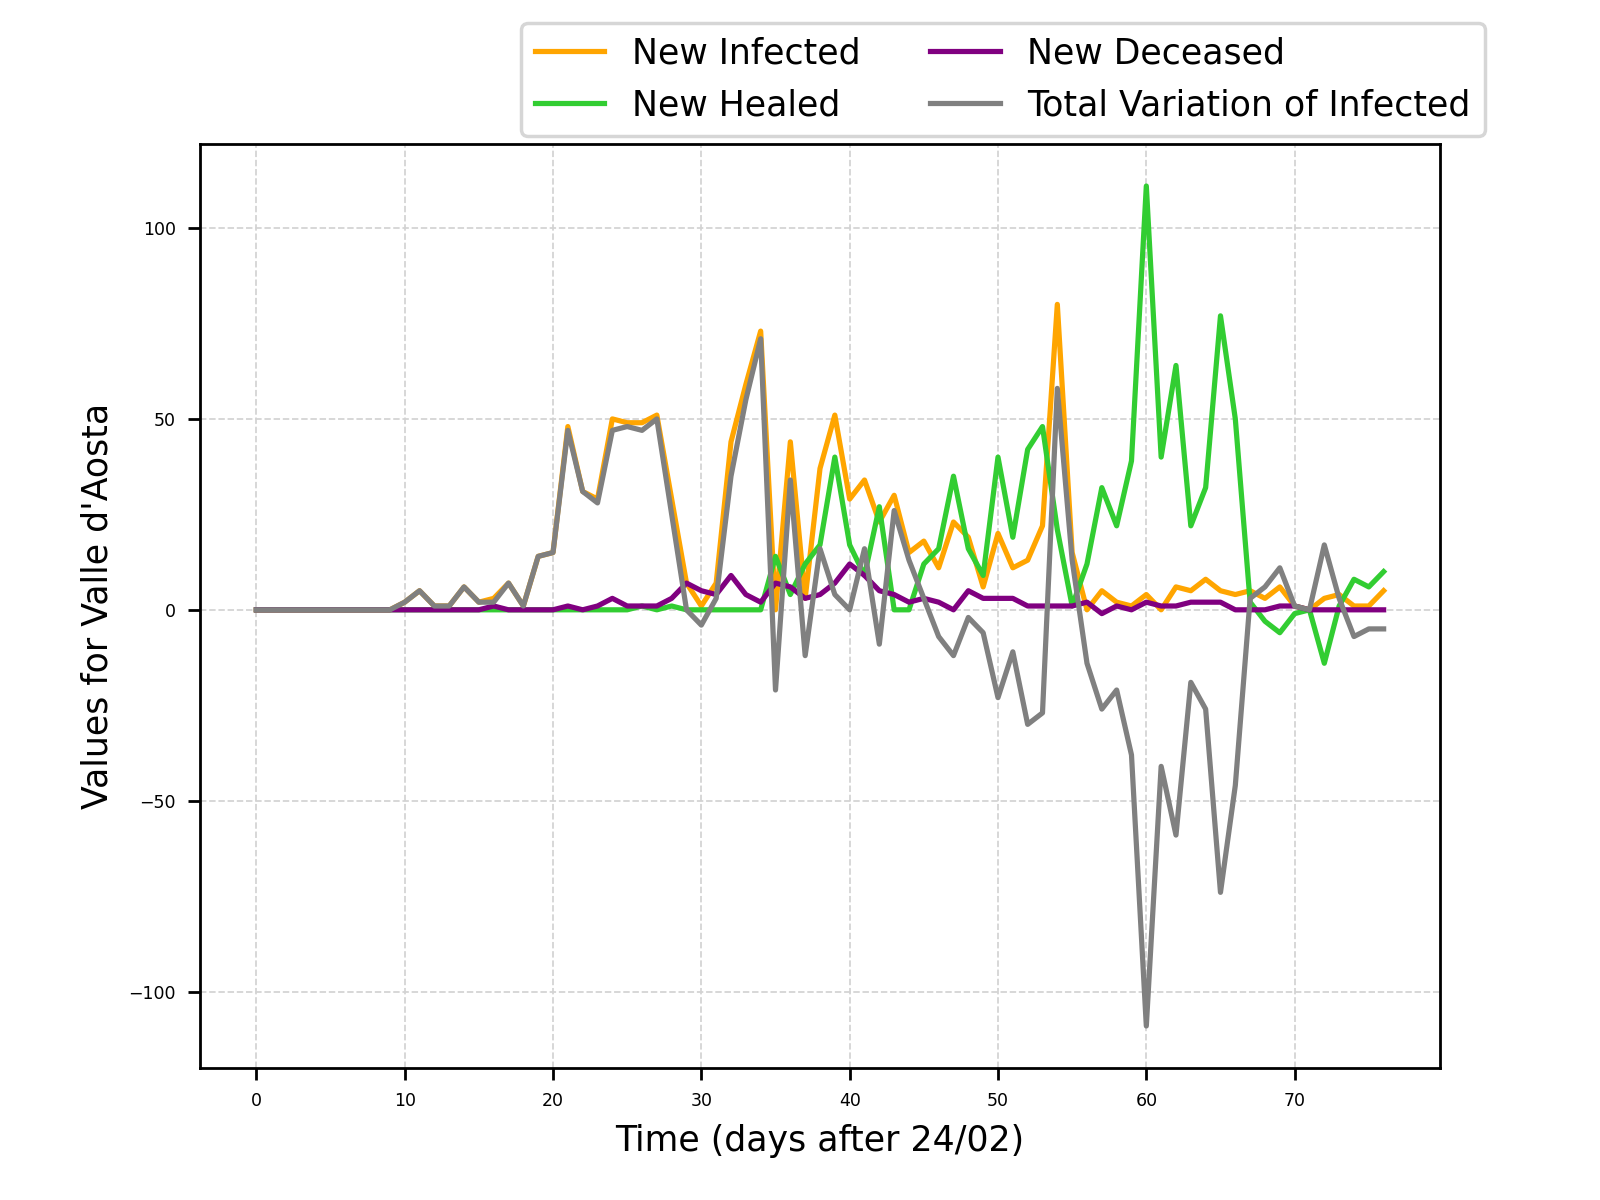 New Infected
New Healed
New Deceased
Total Variation of Infected
100
50
0
−50
−100
Values for Valle d'Aosta
0 10 20 30 40 50 60 70
Time (days after 24/02)